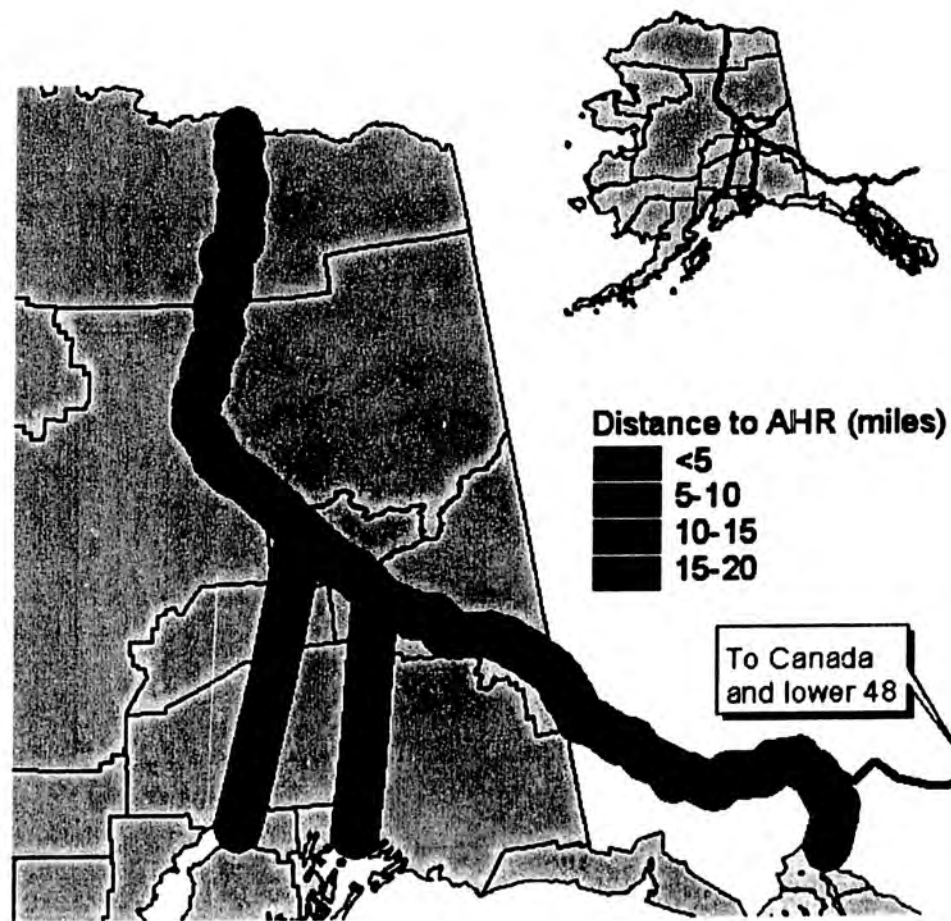 Distance to AHR (miles)
<5
5-10
10-15
15-20
To Canada
and lower 48